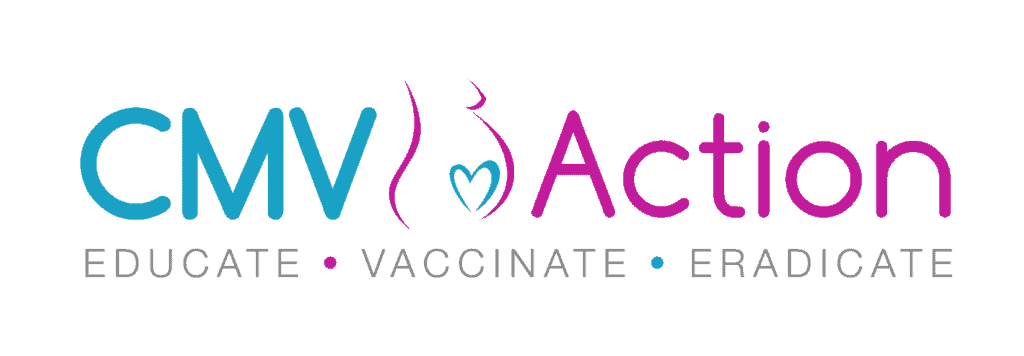 CMV Action
EDUCATE • VACCINATE • ERADICATE